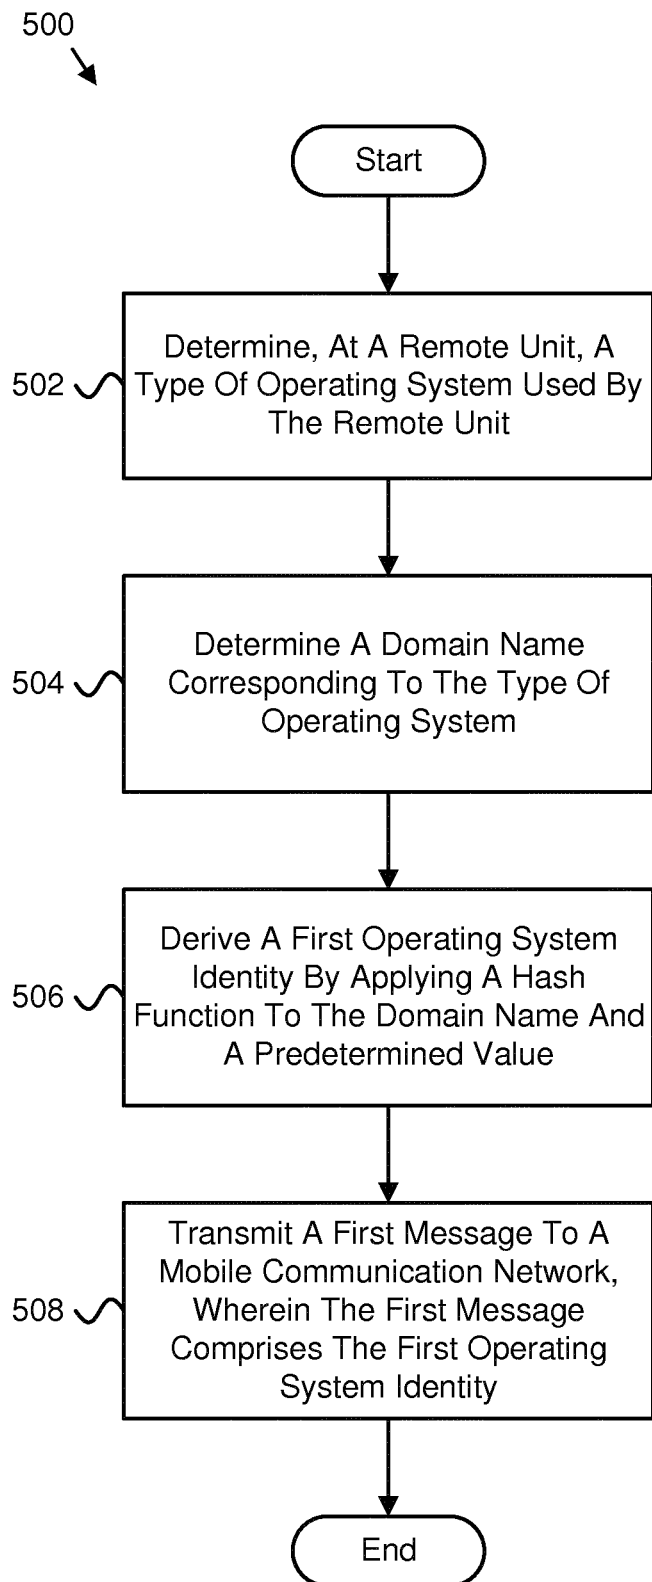 500
Start
502
Determine, At A Remote Unit, A
Type Of Operating System Used By
The Remote Unit
504
Determine A Domain Name
Corresponding To The Type Of
Operating System
506
Derive A First Operating System
Identity By Applying A Hash
Function To The Domain Name And
A Predetermined Value
508
Transmit A First Message To A
Mobile Communication Network,
Wherein The First Message
Comprises The First Operating
System Identity
End